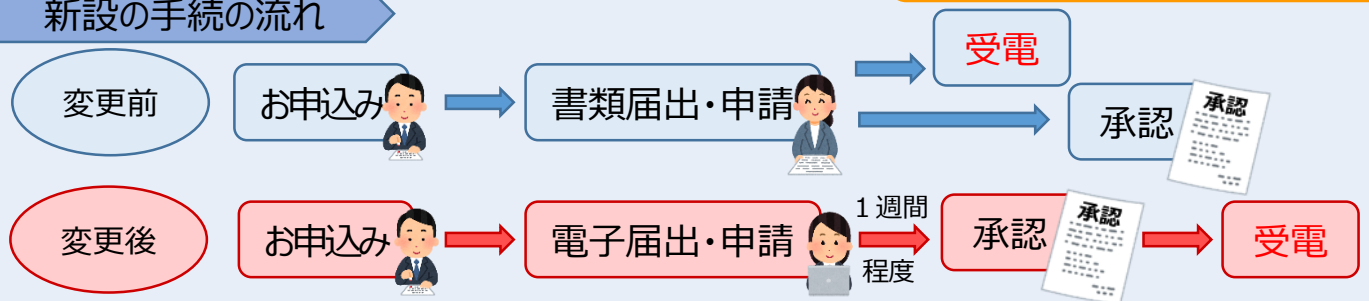 新設の手続の流れ
変更前
お申込み
書類届出・申請
受電
承認
承認
変更後
お申込み
電子届出・申請
１週間
程度
承認
承認
受電